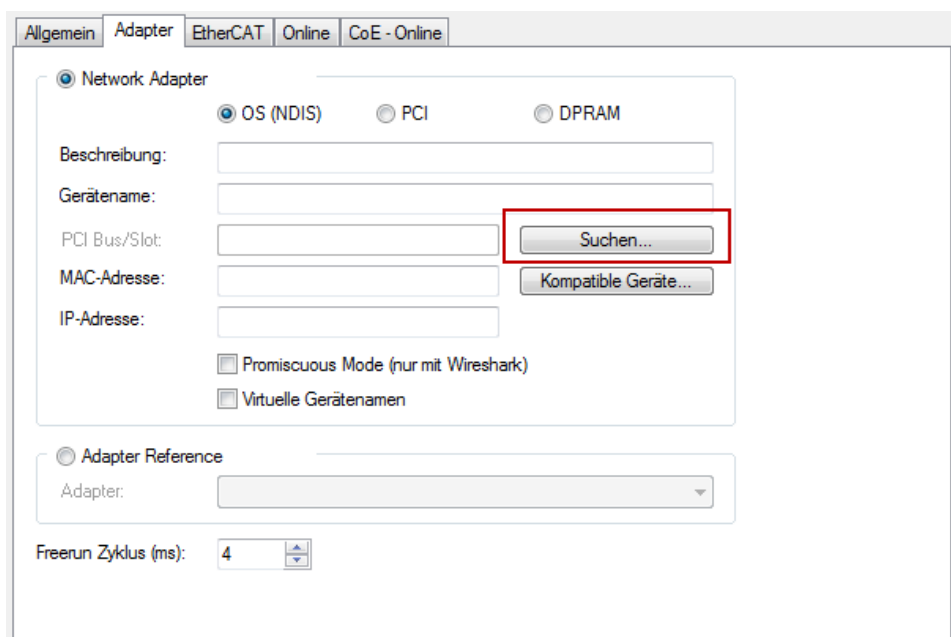 Allgemein Adapter EtherCAT Online CoE - Online
Network Adapter
OS (NDIS) PCI DPRAM
Beschreibung:
Gerätename:
PCI Bus/Slot: Suchen...
MAC-Adresse: Kompatible Geräte...
IP-Adresse:
Promiscuous Mode (nur mit Wireshark)
Virtuelle Gerätenamen
Adapter Reference
Adapter:
Freerun Zyklus (ms): 4